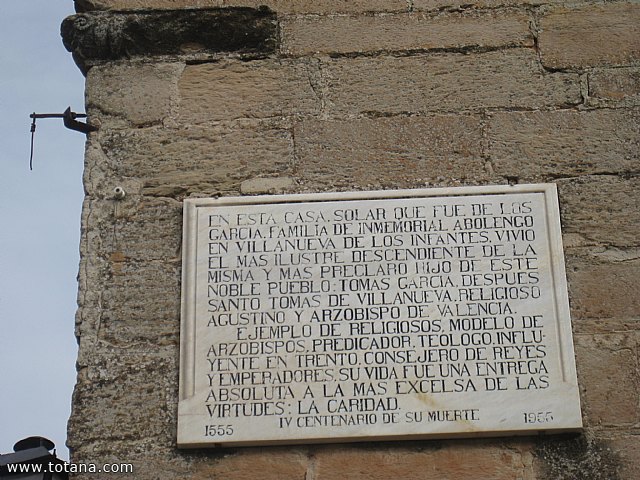 EN ESTA CASA, SOLAR QUE FUE DE LOS
GARCIA, FAMILIA DE INMEMORIAL ABOLENGO
EN VILLANUEVA DE LOS INFANTES, VIVIO
EL MAS ILUSTRE DESCENDIENTE DE LA
MISMA Y MAS PRECLARO HIJO DE ESTE
NOBLE PUEBLO: TOMAS GARCIA, DESPUES
SANTO TOMAS DE VILLANUEVA, RELIGIOSO
AGUSTINO Y ARZOBISPO DE VALENCIA.
EJEMPLO DE RELIGIOSOS, MODELO DE
ARZOBISPOS, PREDICADOR, TEOLOGO, INFLU-
YENTE EN TRENTO, CONSEJERO DE REYES
Y EMPERADORES, SU VIDA FUE UNA ENTREGA
ABSOLUTA A LA MAS EXCELSA DE LAS
VIRTUDES: LA CARIDAD.
1555 IV CENTENARIO DE SU MUERTE 1955
www.totana.com